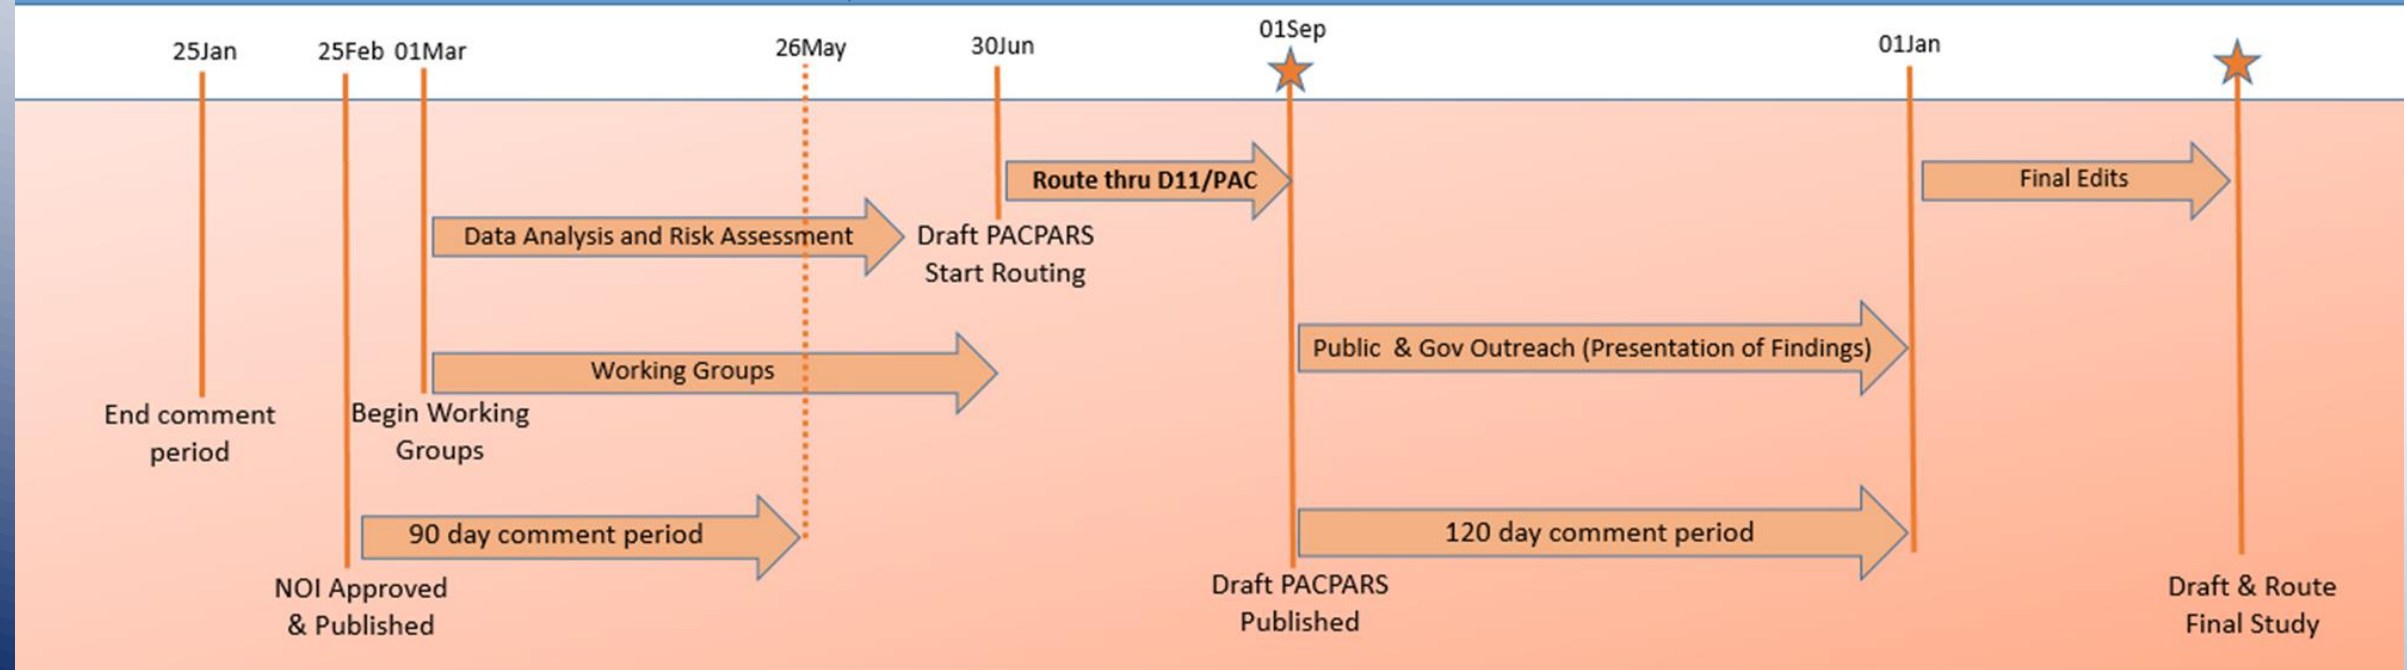 25Jan
25Feb
01Mar
26May
30Jun
01Sep
01Jan
Route thru D11/PAC
Final Edits
Data Analysis and Risk Assessment
Draft PACPARS
Start Routing
Public & Gov Outreach (Presentation of Findings)
Working Groups
End comment
period
Begin Working
Groups
90 day comment period
120 day comment period
NOI Approved
& Published
Draft PACPARS
Published
Draft & Route
Final Study